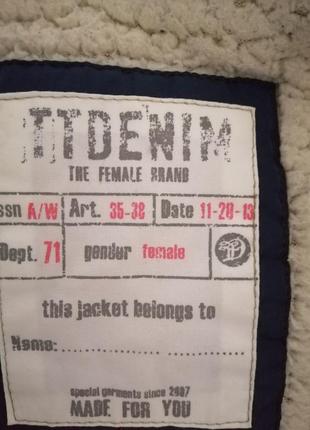 TTDENIM
THE FEMALE BRAND
ssn A/W Art. 35-38 Date 11-20-13
Dept. 71 gender female
this jacket belongs to
Name:..................................
special garments since 2007
MADE FOR YOU